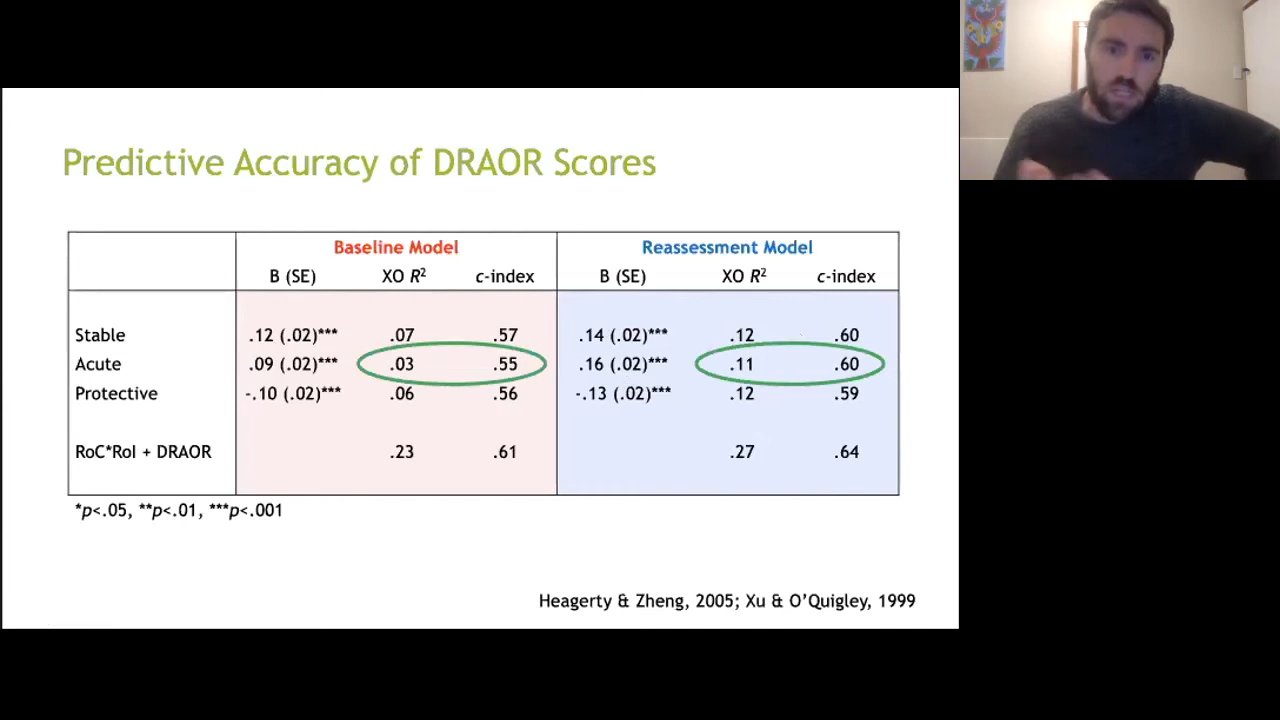 Predictive Accuracy of DRAOR Scores
Baseline Model Reassessment Model
B (SE) XO R² c-index B (SE) XO R² c-index
Stable .12 (.02)*** .07 .57 .14 (.02)*** .12 .60
Acute .09 (.02)*** .03 .55 .16 (.02)*** .11 .60
Protective -.10 (.02)*** .06 .56 -.13 (.02)*** .12 .59
RoC*RoI + DRAOR .23 .61 .27 .64
*p<.05, **p<.01, ***p<.001
Heagerty & Zheng, 2005; Xu & O’Quigley, 1999